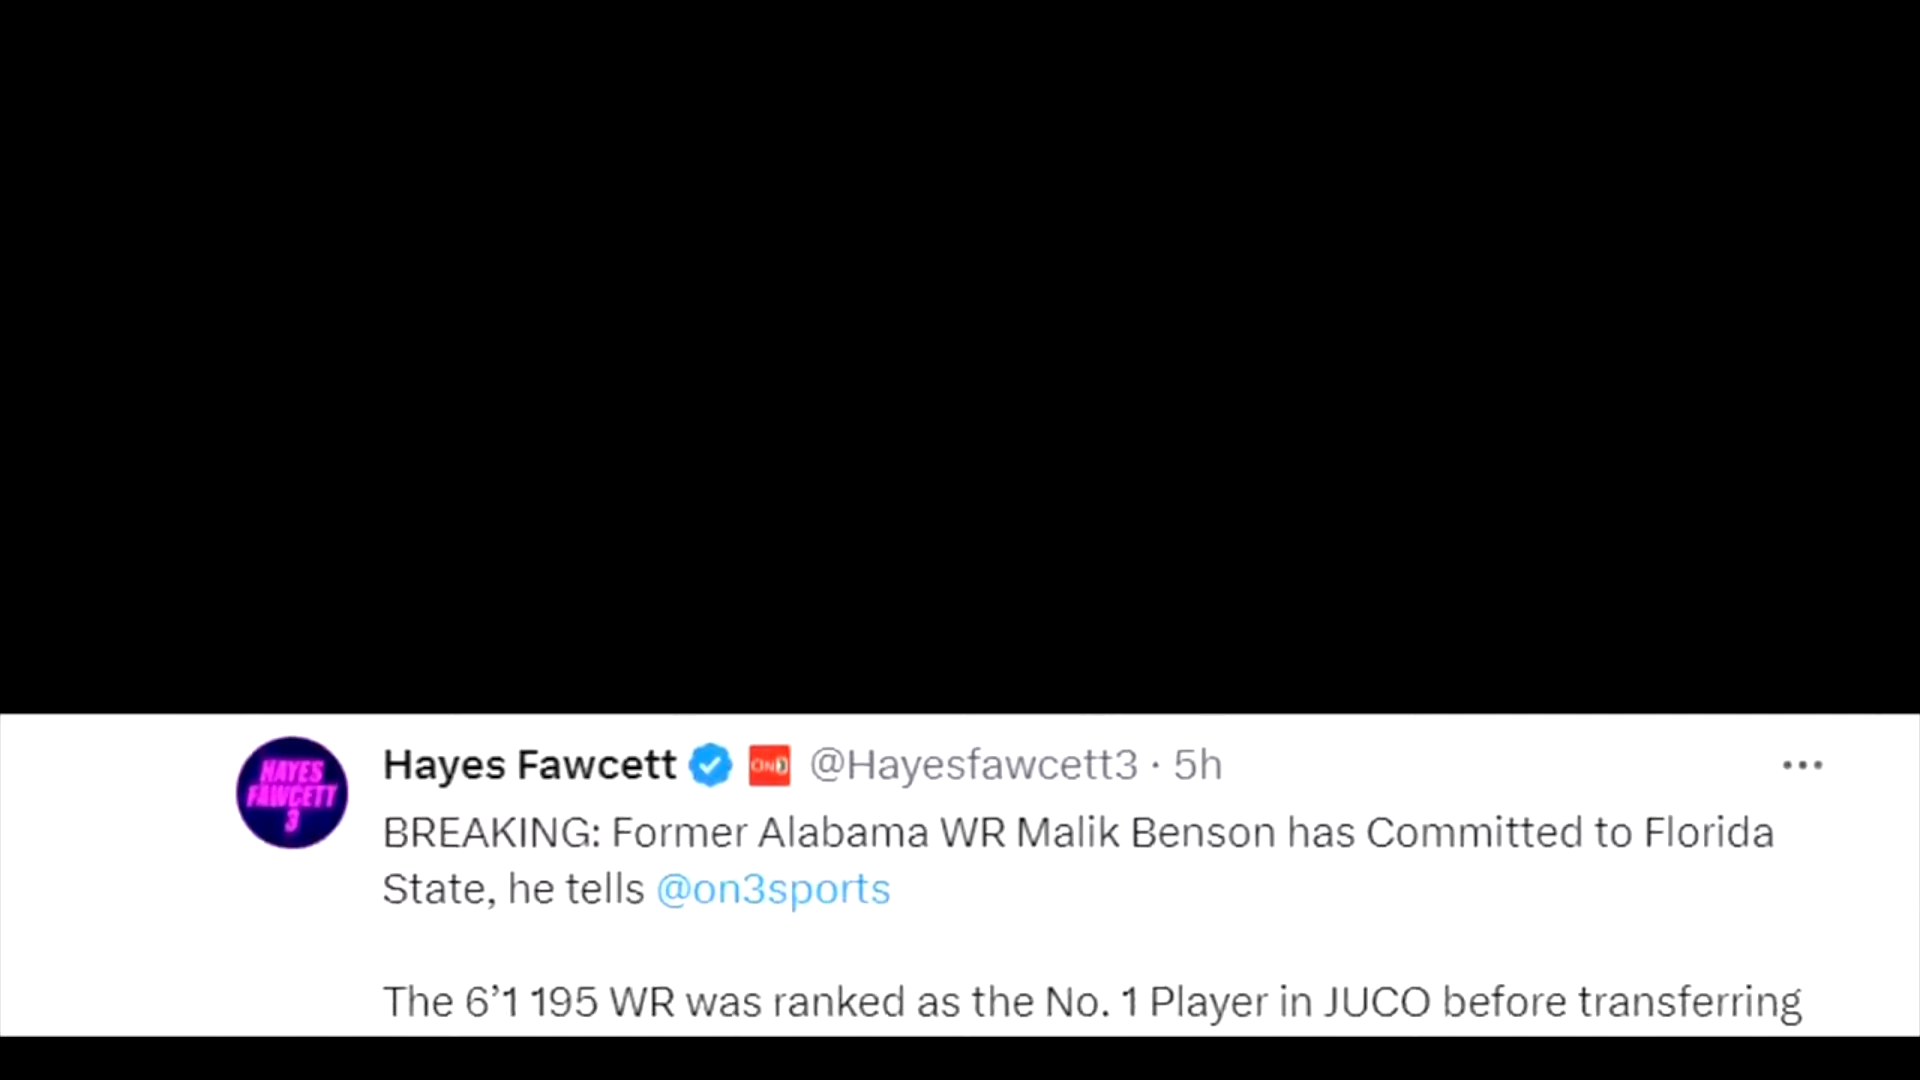 HAYES
FAWCETT
3
Hayes Fawcett ON3 @Hayesfawcett3 · 5h
BREAKING: Former Alabama WR Malik Benson has Committed to Florida
State, he tells @on3sports
The 6’1 195 WR was ranked as the No. 1 Player in JUCO before transferring